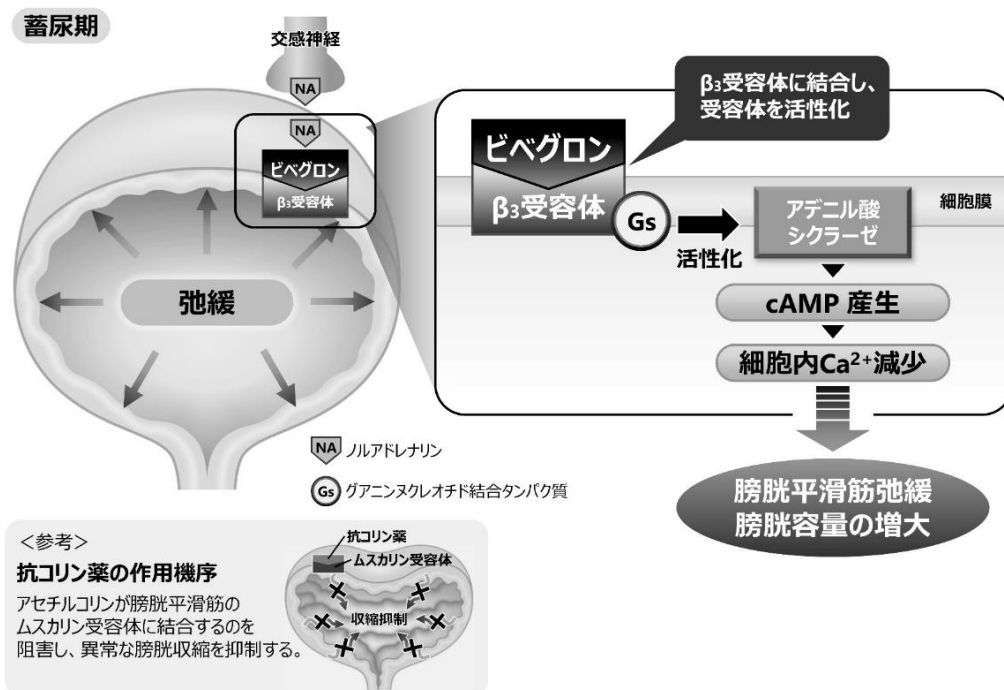 蓄尿期
交感神経
NA
NA
ビベグロン
β₃受容体
弛緩
β₃受容体に結合し、
受容体を活性化
ビベグロン
β₃受容体
Gs
活性化
アデニル酸
シクラーゼ
細胞膜
cAMP 産生
細胞内Ca²⁺減少
膀胱平滑筋弛緩
膀胱容量の増大
NA ノルアドレナリン
Gs グアニンヌクレオチド結合タンパク質
<参考>
抗コリン薬の作用機序
アセチルコリンが膀胱平滑筋の
ムスカリン受容体に結合するのを
阻害し、異常な膀胱収縮を抑制する。
抗コリン薬
ムスカリン受容体
収縮抑制